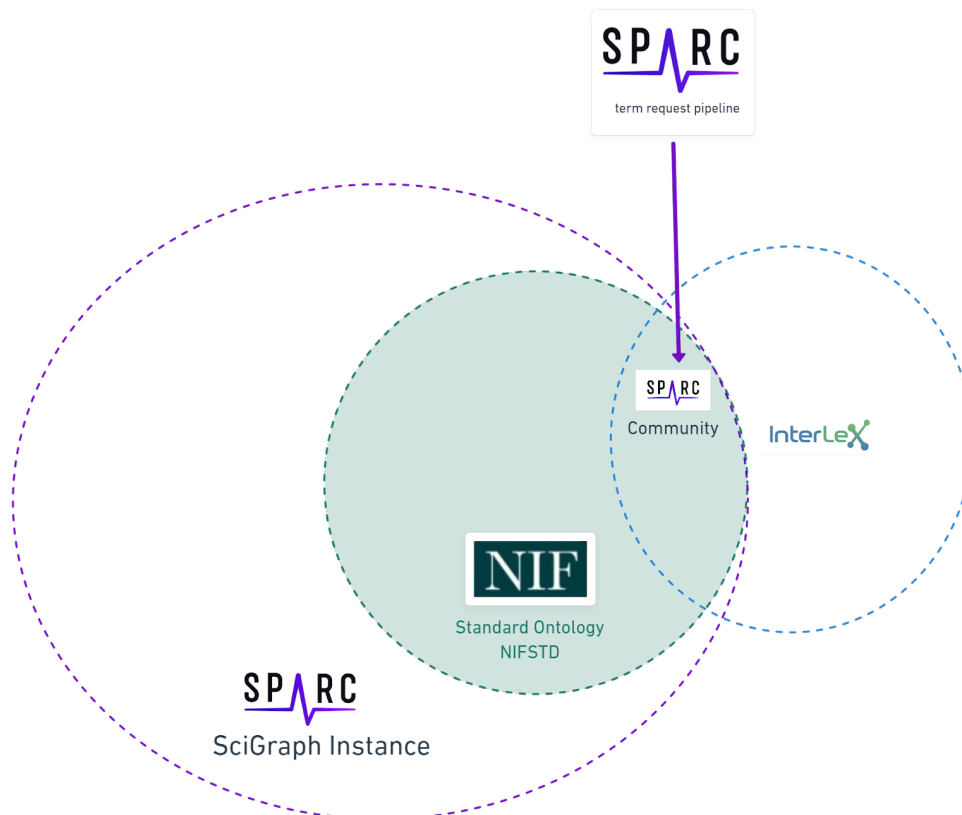 SPARC
term request pipeline
SPARC
Community
InterLeX
NIF
Standard Ontology
NIFSTD
SPARC
SciGraph Instance